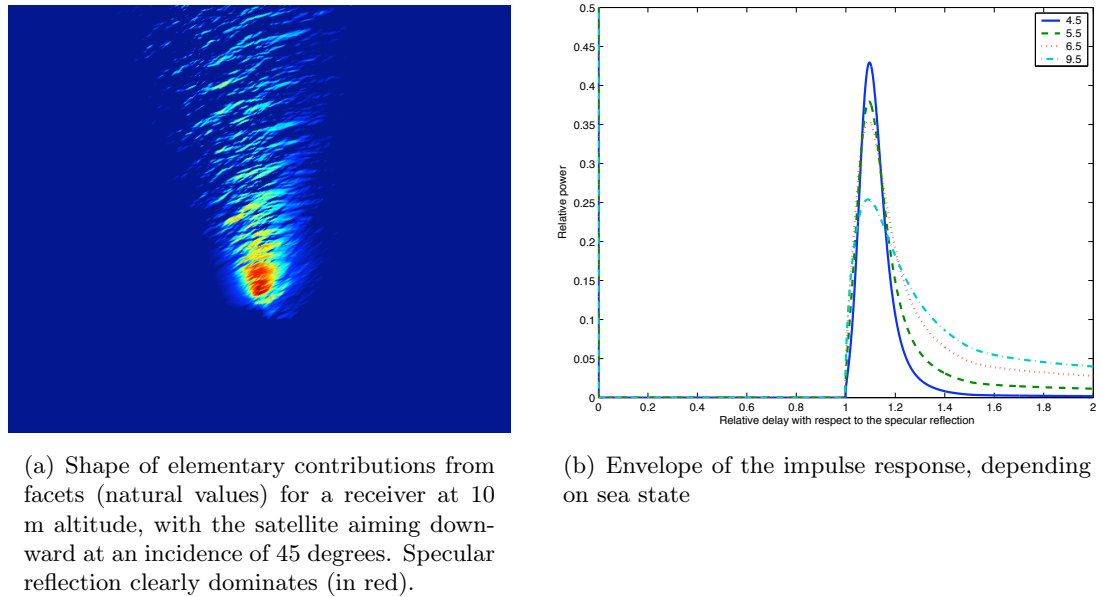 0.5
0.45
0.4
0.35
0.3
0.25
0.2
0.15
0.1
0.05
0
Relative power
4.5
5.5
6.5
9.5
0 0.2 0.4 0.6 0.8 1 1.2 1.4 1.6 1.8 2
Relative delay with respect to the specular reflection
(a) Shape of elementary contributions from
facets (natural values) for a receiver at 10
m altitude, with the satellite aiming down-
ward at an incidence of 45 degrees. Specular
reflection clearly dominates (in red).
(b) Envelope of the impulse response, depending
on sea state